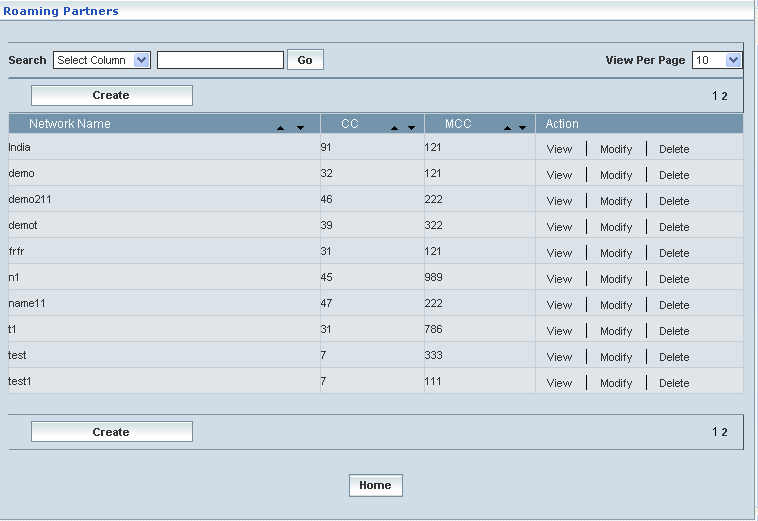 Roaming Partners
Search Select Column Go View Per Page 10
Create 1 2
Network Name CC MCC Action
India 91 121 View Modify Delete
demo 32 121 View Modify Delete
demo211 46 222 View Modify Delete
demot 39 322 View Modify Delete
frfr 31 121 View Modify Delete
n1 45 989 View Modify Delete
name11 47 222 View Modify Delete
t1 31 786 View Modify Delete
test 7 333 View Modify Delete
test1 7 111 View Modify Delete
Create 1 2
Home